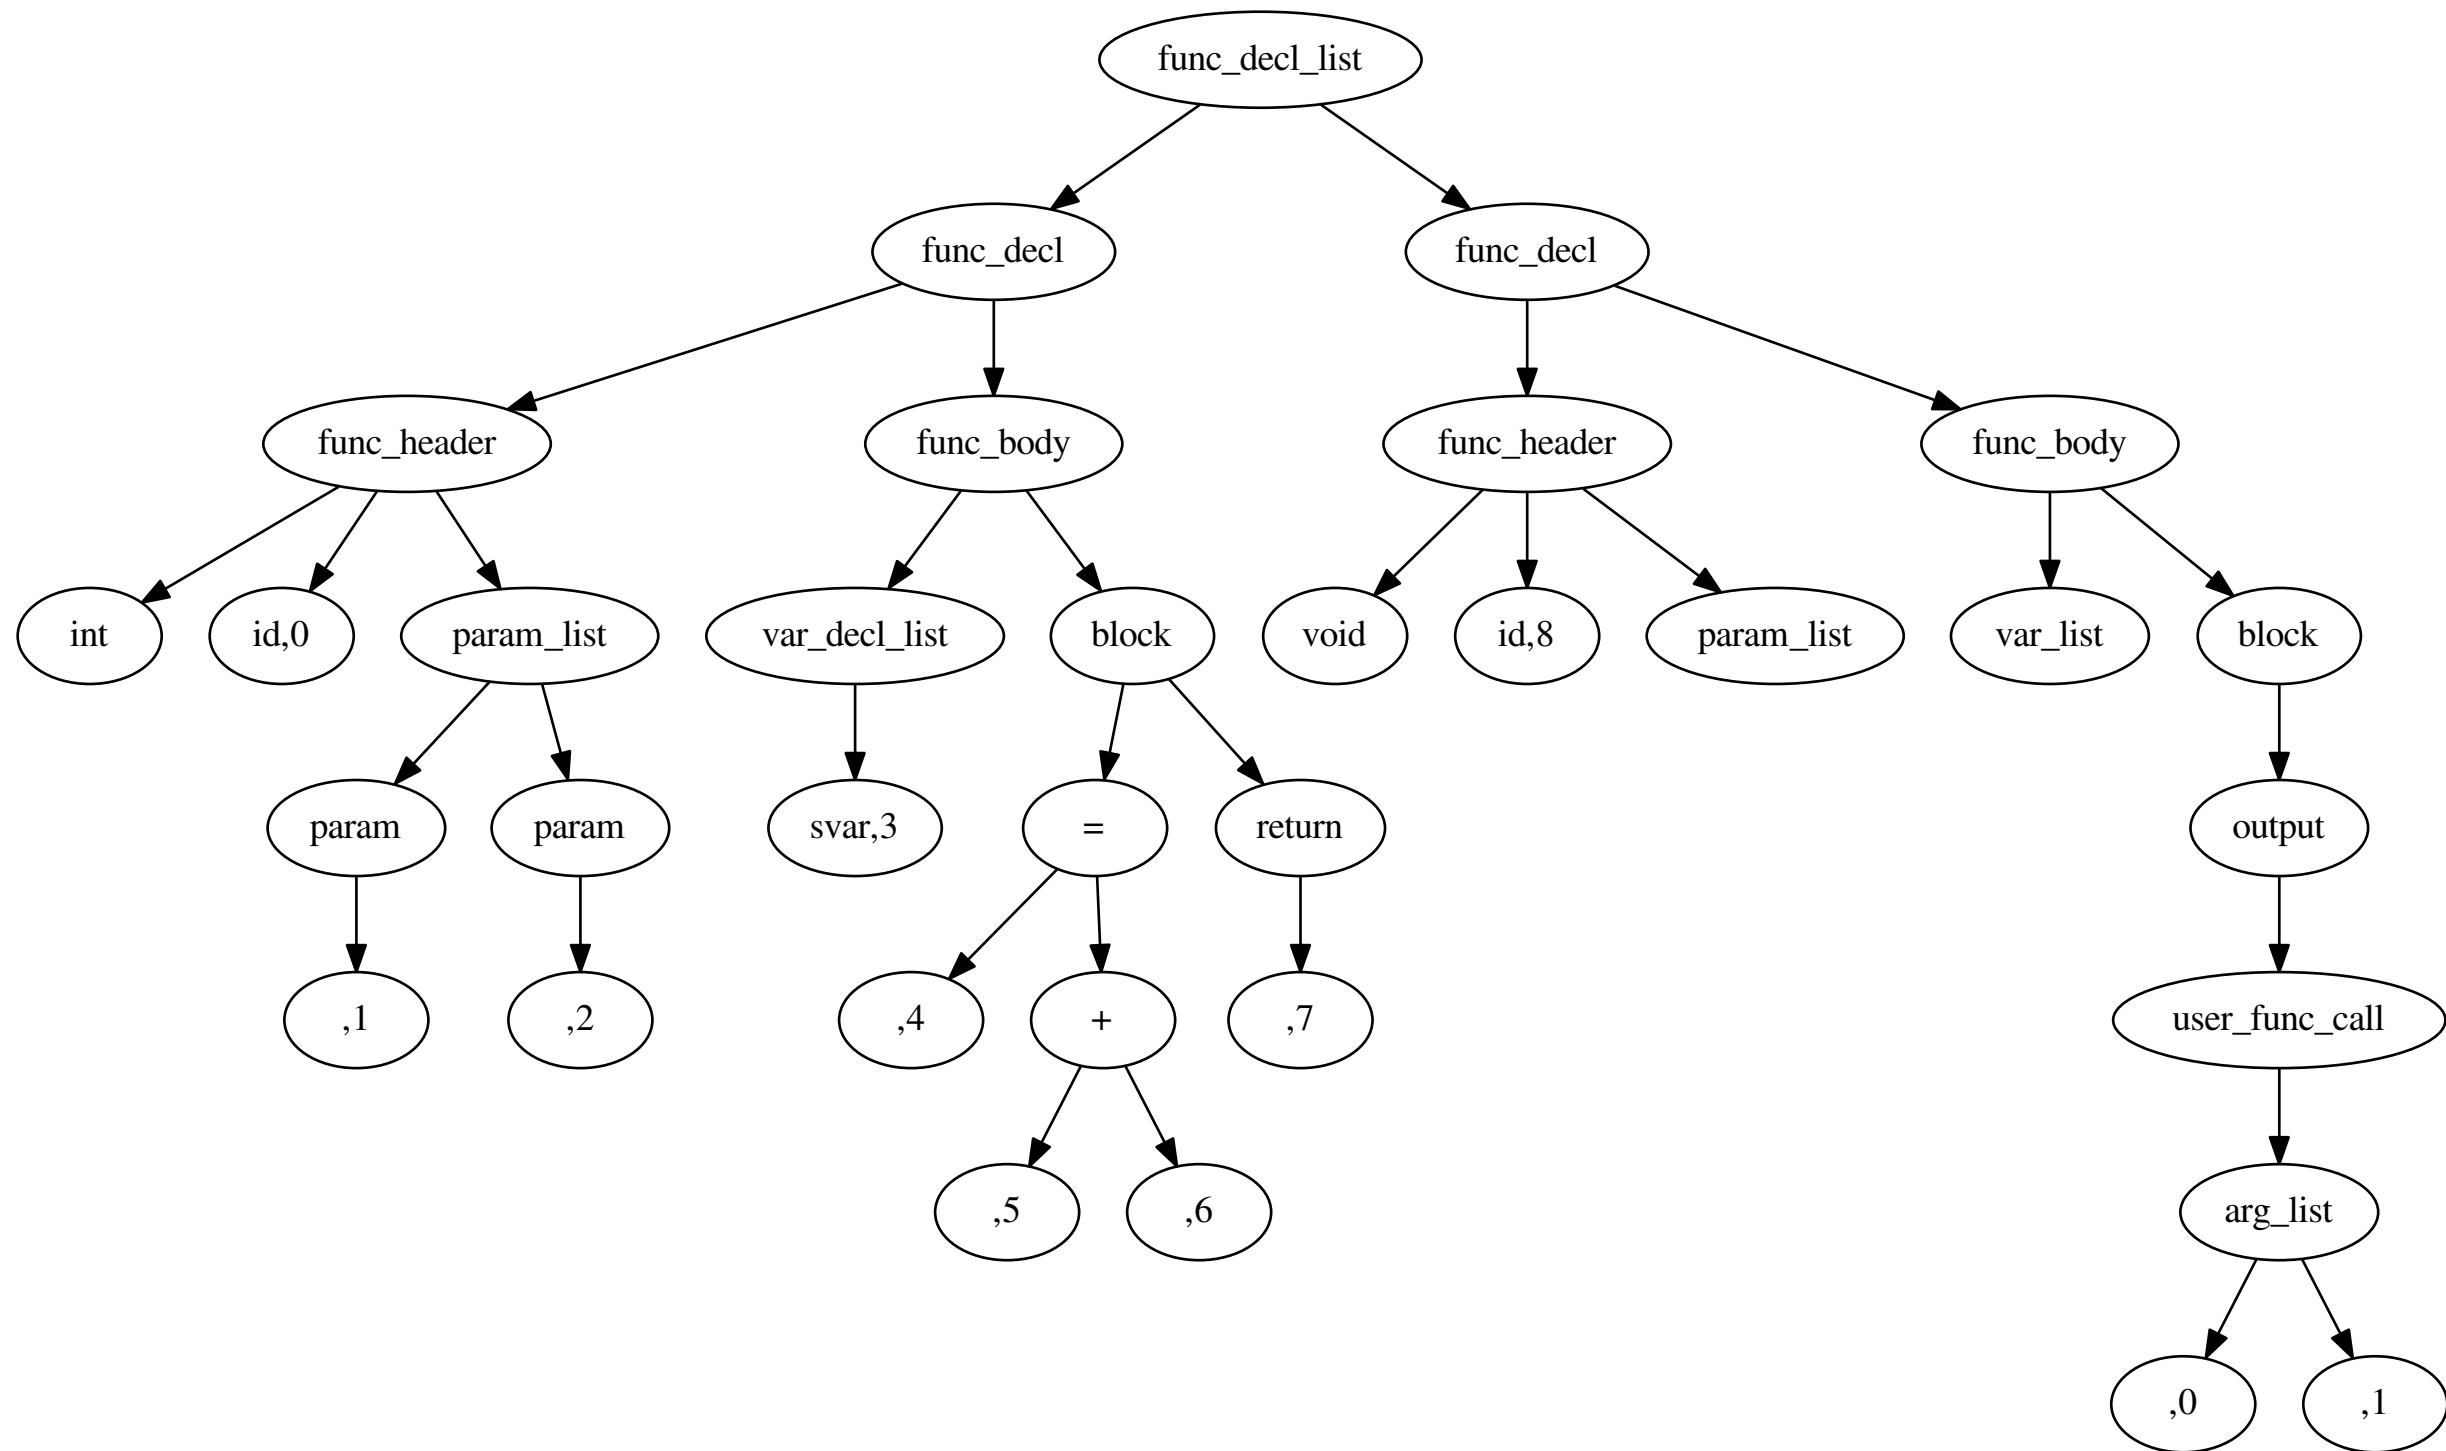 func_decl_list
func_decl
func_decl
func_header
func_body
func_header
func_body
int
id,0
param_list
var_decl_list
block
void
id,8
param_list
var_list
block
param
param
svar,3
=
return
output
,1
,2
,4
+
,7
user_func_call
,5
,6
arg_list
,0
,1